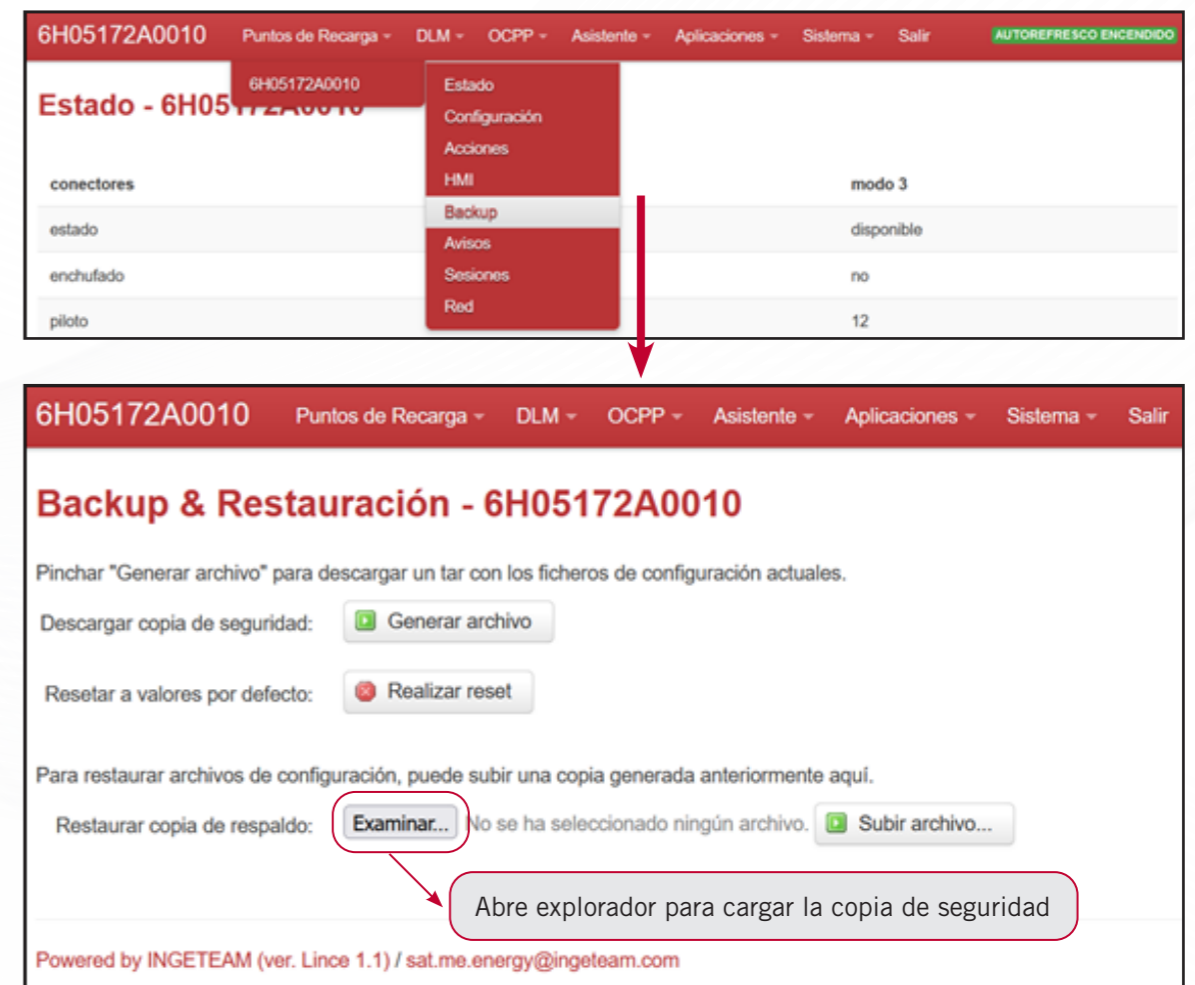 6H05172A0010 Puntos de Recarga DLM OCPP Asistente Aplicaciones Sistema Salir AUTOREFRESCO ENCENDIDO
6H05172A0010
Estado - 6H05172A0010
Estado
Configuración
Acciones
HMI
Backup
Avisos
Sesiones
Red
conectores modo 3
estado disponible
enchufado no
piloto 12
6H05172A0010 Puntos de Recarga DLM OCPP Asistente Aplicaciones Sistema Salir
Backup & Restauración - 6H05172A0010
Pinchar "Generar archivo" para descargar un tar con los ficheros de configuración actuales.
Descargar copia de seguridad: Generar archivo
Resetar a valores por defecto: Realizar reset
Para restaurar archivos de configuración, puede subir una copia generada anteriormente aquí.
Restaurar copia de respaldo: Examinar... No se ha seleccionado ningún archivo. Subir archivo...
Abre explorador para cargar la copia de seguridad
Powered by INGETEAM (ver. Lince 1.1) / sat.me.energy@ingeteam.com